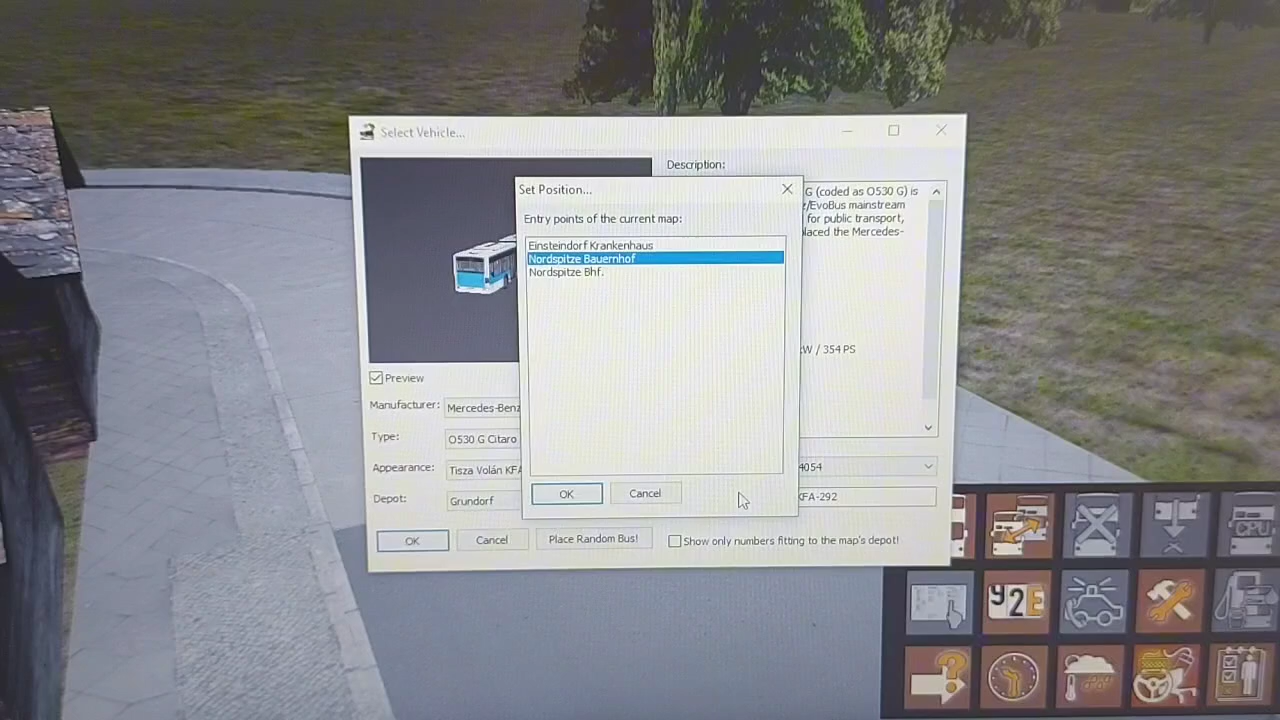 Select Vehicle...
Description:
Set Position...
G (coded as O530 G) is
/EvoBus mainstream
for public transport,
laced the Mercedes-
Entry points of the current map:
Einsteindorf Krankenhaus
Nordspitze Bauernhof
Nordspitze Bhf.
W / 354 PS
Preview
Manufacturer:
Mercedes-Benz
Type:
O530 G Citaro
Appearance:
Tisza Volán KFA
4054
Depot:
Grundorf
KFA-292
OK
Cancel
OK
Cancel
Place Random Bus!
Show only numbers fitting to the map's depot!
CPU
92E
?